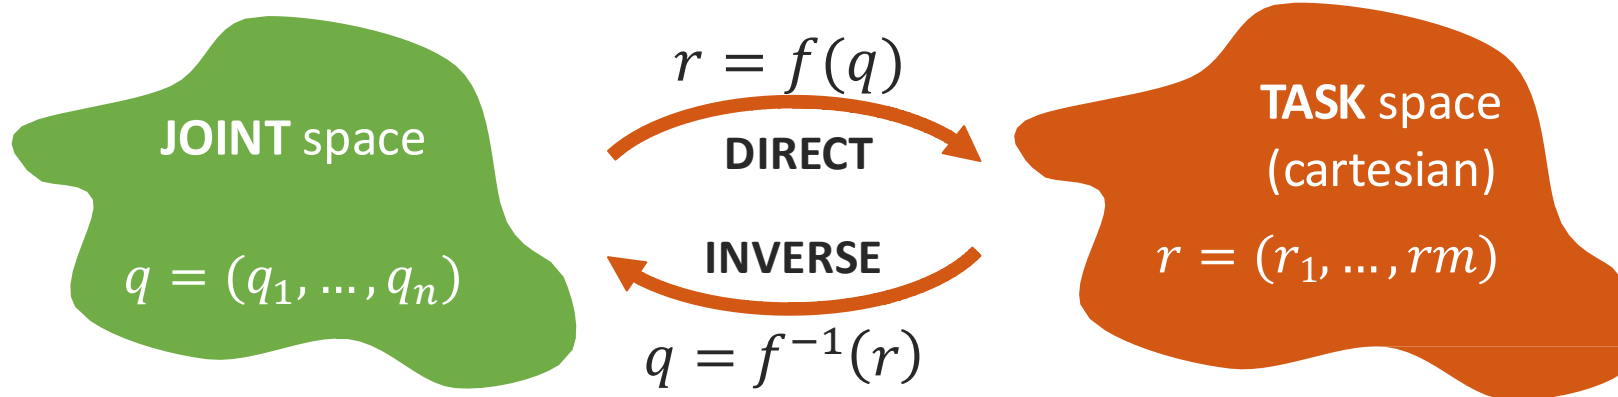 JOINT space
q = (q₁, ... , qₙ)
r = f(q)
DIRECT
INVERSE
q = f⁻¹(r)
TASK space
(cartesian)
r = (r₁, ... , rm)